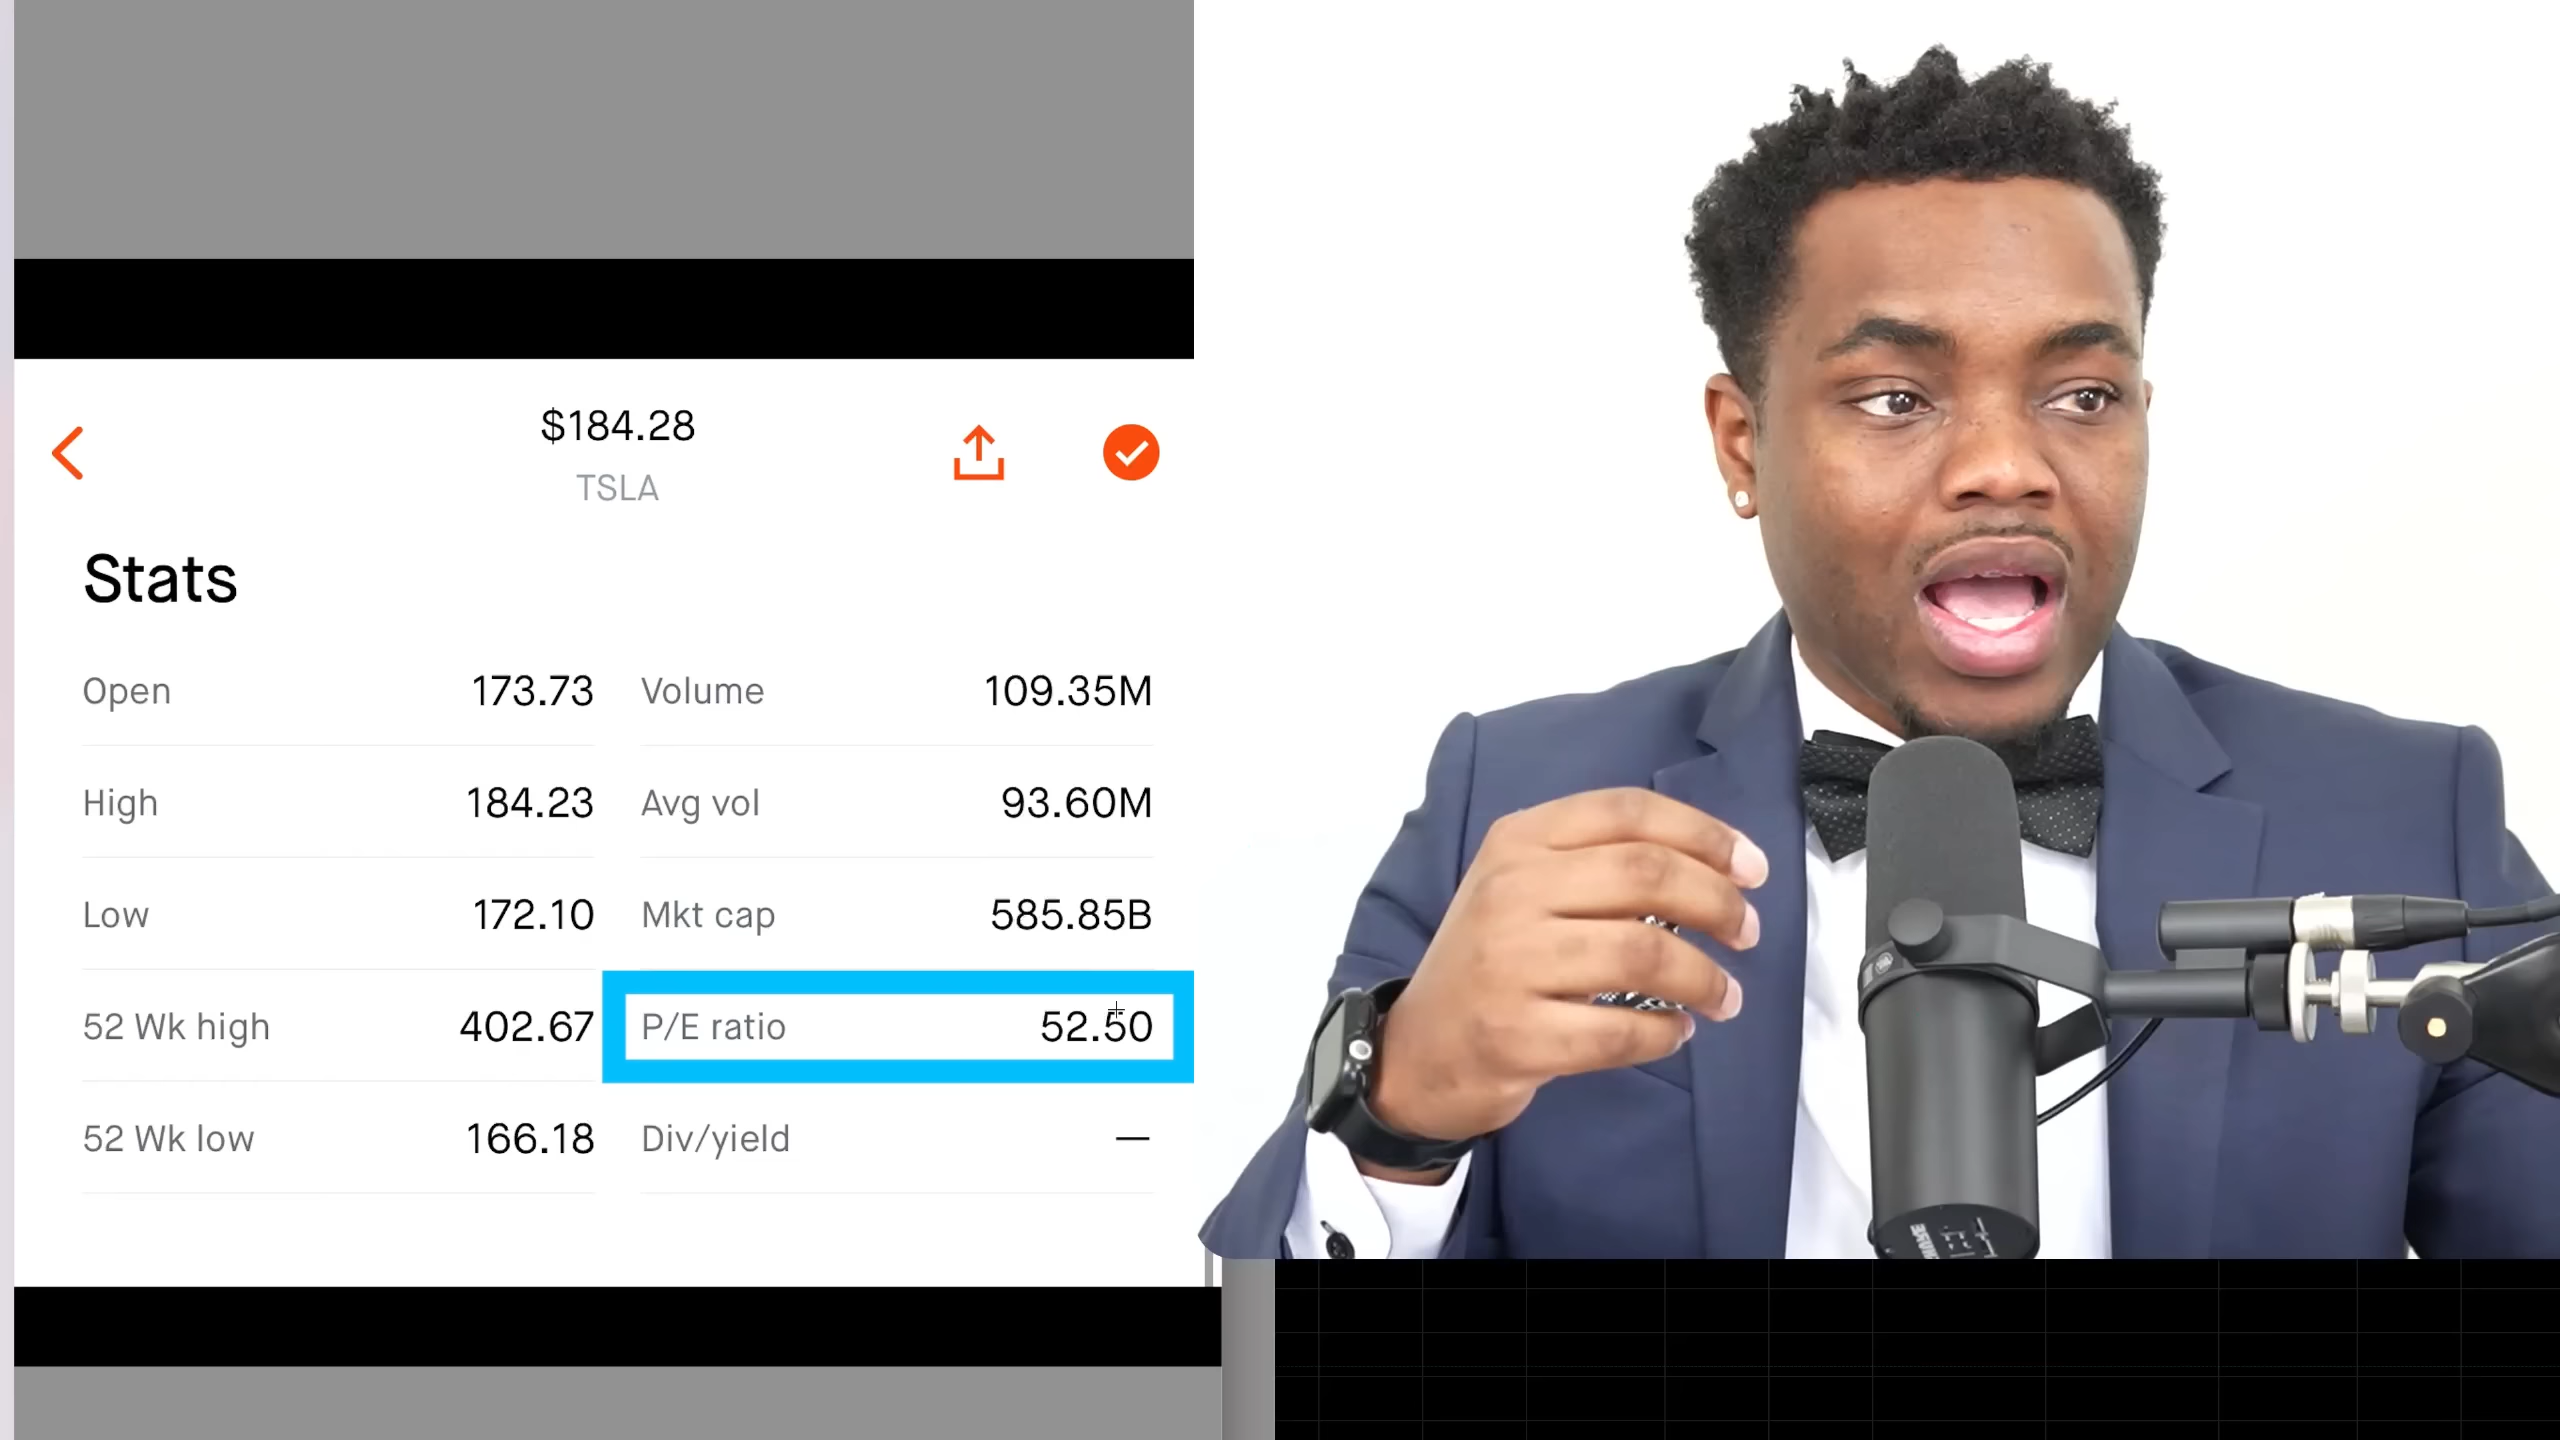 $184.28
TSLA
Stats
Open 173.73 Volume 109.35M
High 184.23 Avg vol 93.60M
Low 172.10 Mkt cap 585.85B
52 Wk high 402.67 P/E ratio 52.50
52 Wk low 166.18 Div/yield —